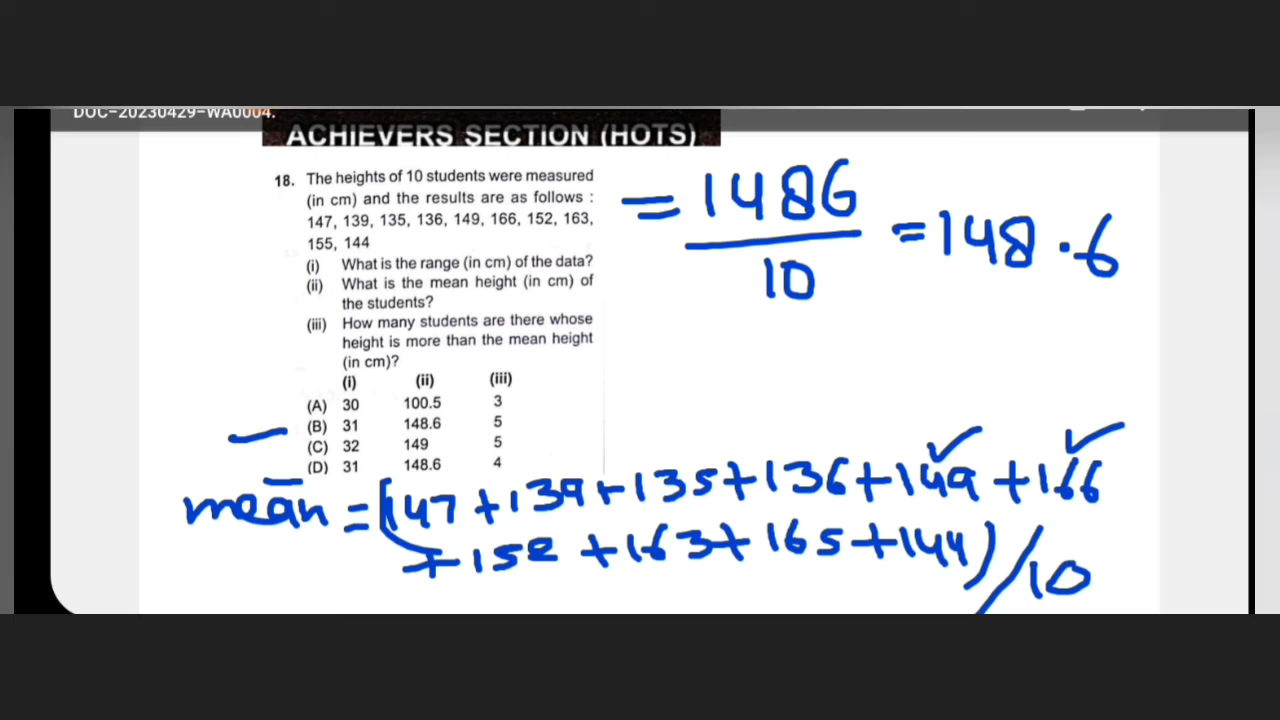 DOC-20230429-WA0004.
ACHIEVERS SECTION (HOTS)
18. The heights of 10 students were measured
(in cm) and the results are as follows :
147, 139, 135, 136, 149, 166, 152, 163,
155, 144
(i) What is the range (in cm) of the data?
(ii) What is the mean height (in cm) of
the students?
(iii) How many students are there whose
height is more than the mean height
(in cm)?
(i) (ii) (iii)
(A) 30 100.5 3
(B) 31 148.6 5
(C) 32 149 5
(D) 31 148.6 4
= 1486
10
= 148.6
mean = (147 + 139 + 135 + 136 + 149 + 166
+ 152 + 163 + 165 + 144) / 10